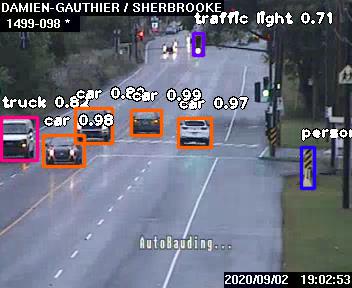 DAMIEN-GAUTHIER / SHERBROOKE
1499-098 *
traffic light 0.71
truck 0.82
car 0.98
car 0.99
car 0.97
person
AutoBauding...
2020/09/02 19:02:53